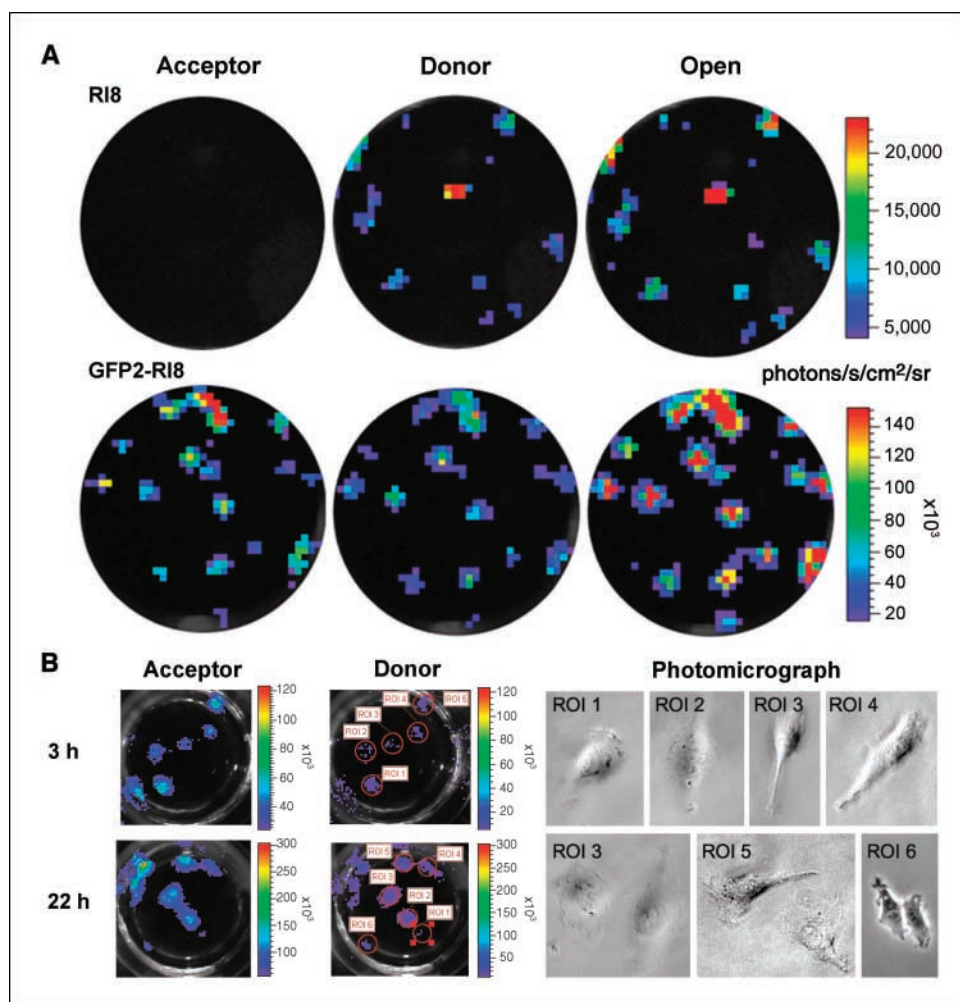 A
Acceptor Donor Open
RI8
20,000
15,000
10,000
5,000
GFP2-RI8
photons/s/cm²/sr
140
120
100
80
60
40
20
x10³
B
Acceptor Donor Photomicrograph
3 h
120
100
80
60
40
x10³
ROI 4
ROI 5
ROI 3
ROI 2
ROI 1
120
100
80
60
40
20
x10³
ROI 1 ROI 2 ROI 3 ROI 4
22 h
300
250
200
150
100
x10³
ROI 5
ROI 4
ROI 3
ROI 2
ROI 1
ROI 6
300
250
200
150
100
50
x10³
ROI 3 ROI 5 ROI 6